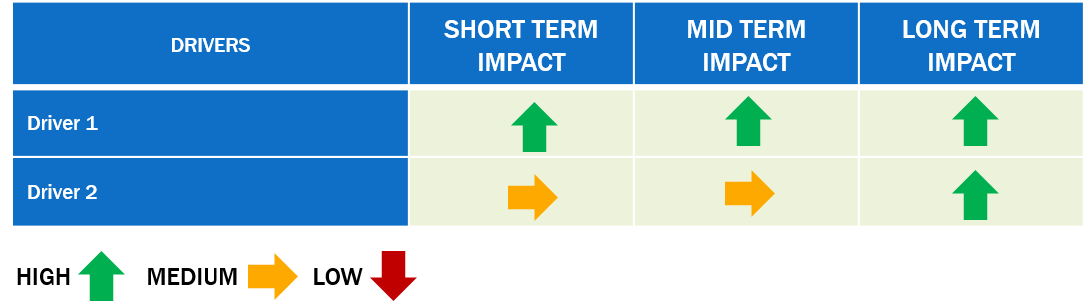 DRIVERS
SHORT TERM
IMPACT
MID TERM
IMPACT
LONG TERM
IMPACT
Driver 1
Driver 2
HIGH MEDIUM LOW